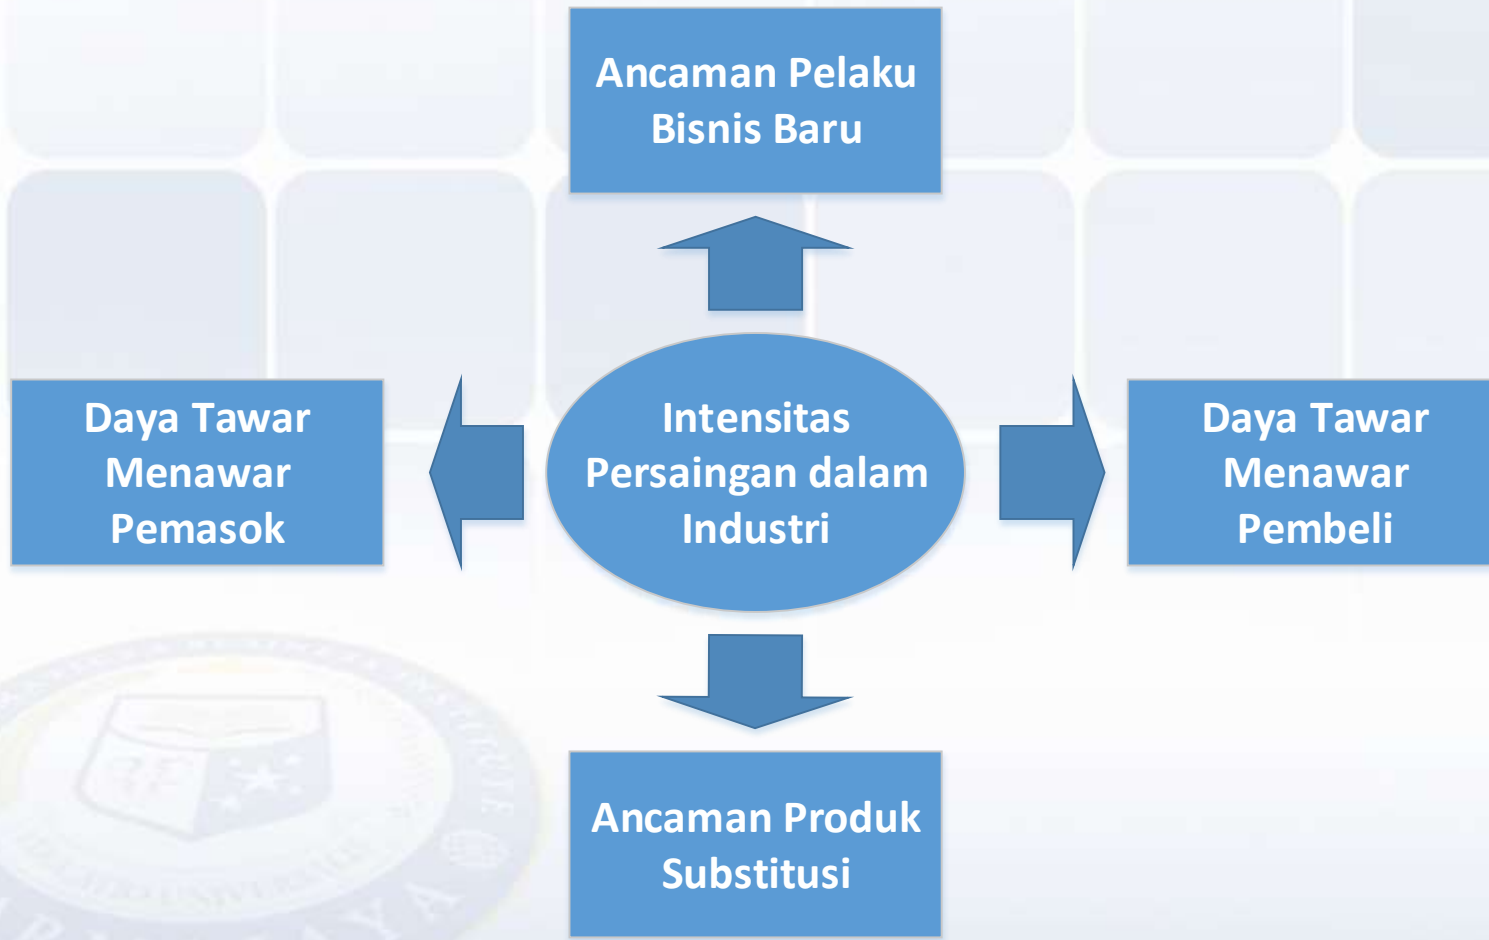 Ancaman Pelaku
Bisnis Baru
Daya Tawar
Menawar
Pemasok
Intensitas
Persaingan dalam
Industri
Daya Tawar
Menawar
Pembeli
Ancaman Produk
Substitusi